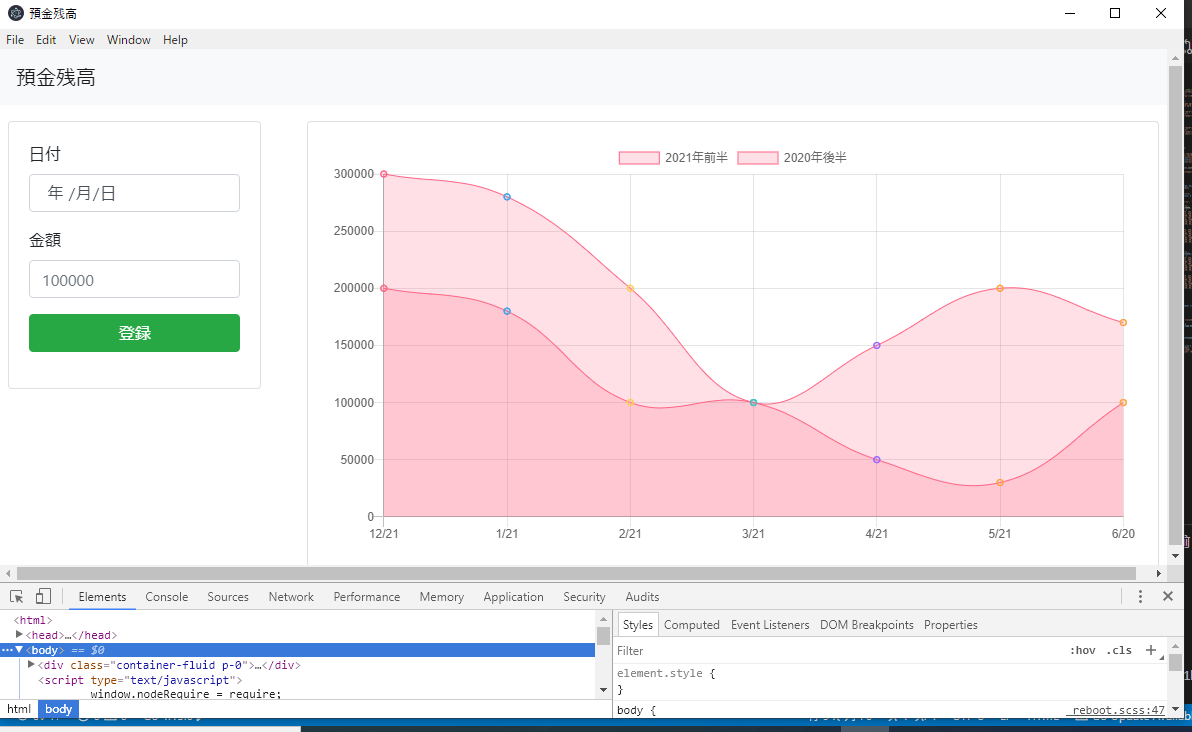 預金残高
File Edit View Window Help
預金残高
日付
年 /月/日
金額
100000
登録
2021年前半 2020年後半
300000
250000
200000
150000
100000
50000
0
12/21 1/21 2/21 3/21 4/21 5/21 6/20
Elements Console Sources Network Performance Memory Application Security Audits
<html>
<head>…</head>
<body> == $0
<div class="container-fluid p-0">…</div>
<script type="text/javascript">
window.nodeRequire = require;
html body
Styles Computed Event Listeners DOM Breakpoints Properties
Filter :hov .cls +
element.style {
}
body { _reboot.scss:47